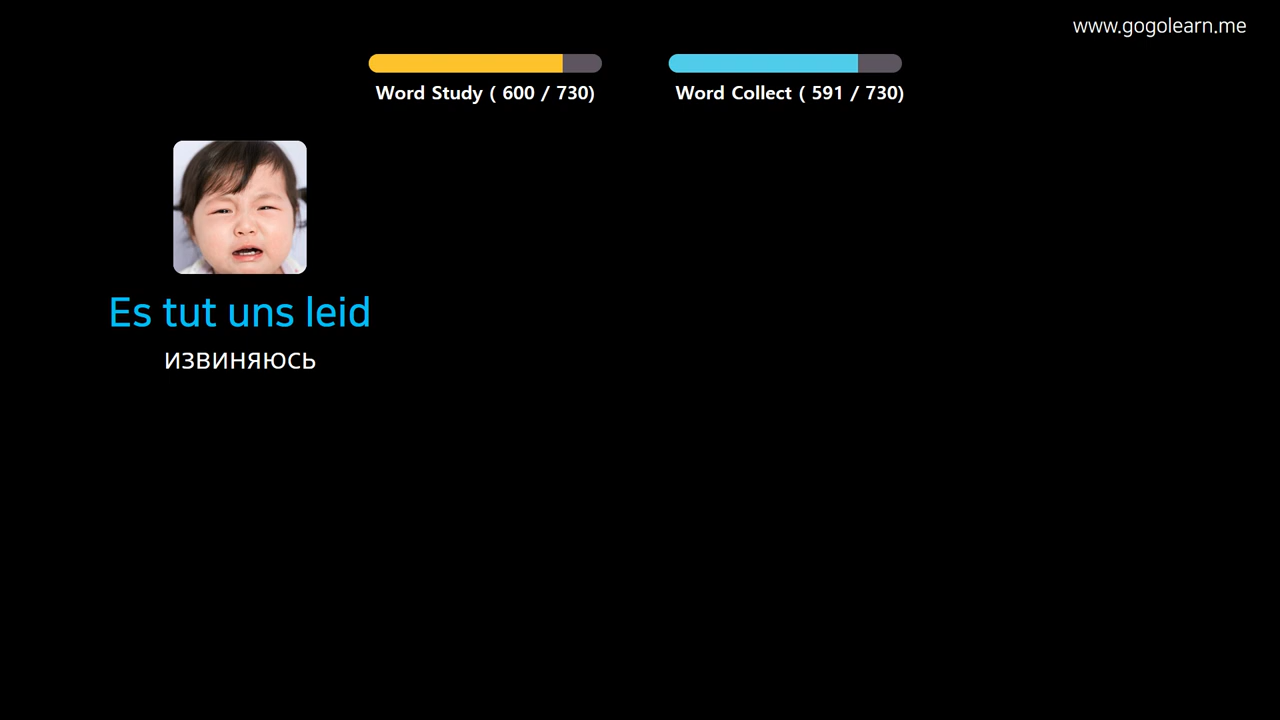 www.gogolearn.me
Word Study ( 600 / 730)
Word Collect ( 591 / 730)
Es tut uns leid
извиняюсь